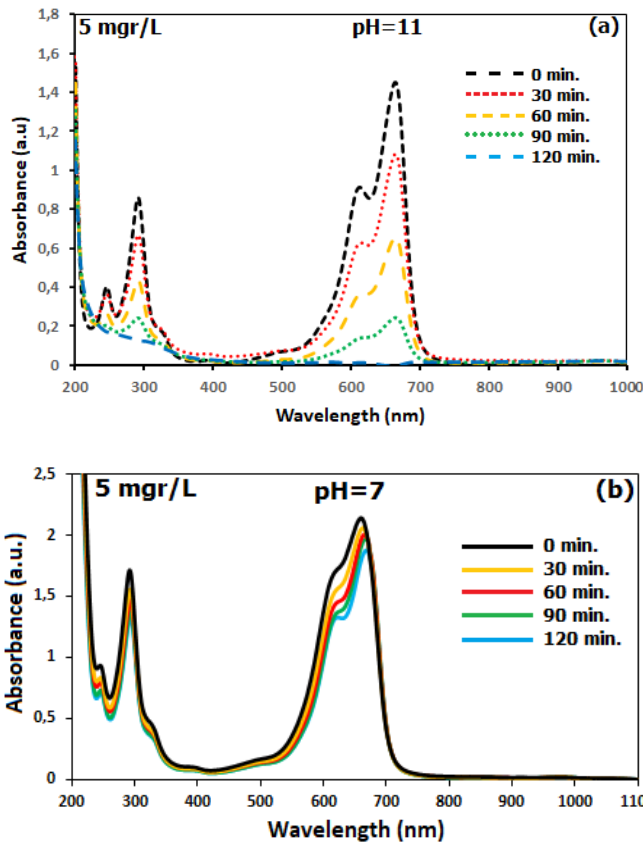 5 mgr/L pH=11 (a)
1,8
1,6
1,4
1,2
1
0,8
0,6
0,4
0,2
0
Absorbance (a.u)
0 min.
30 min.
60 min.
90 min.
120 min.
200 300 400 500 600 700 800 900 1000
Wavelength (nm)
5 mgr/L pH=7 (b)
2,5
2
1,5
1
0,5
0
Absorbance (a.u.)
0 min.
30 min.
60 min.
90 min.
120 min.
200 300 400 500 600 700 800 900 1000 110
Wavelength (nm)